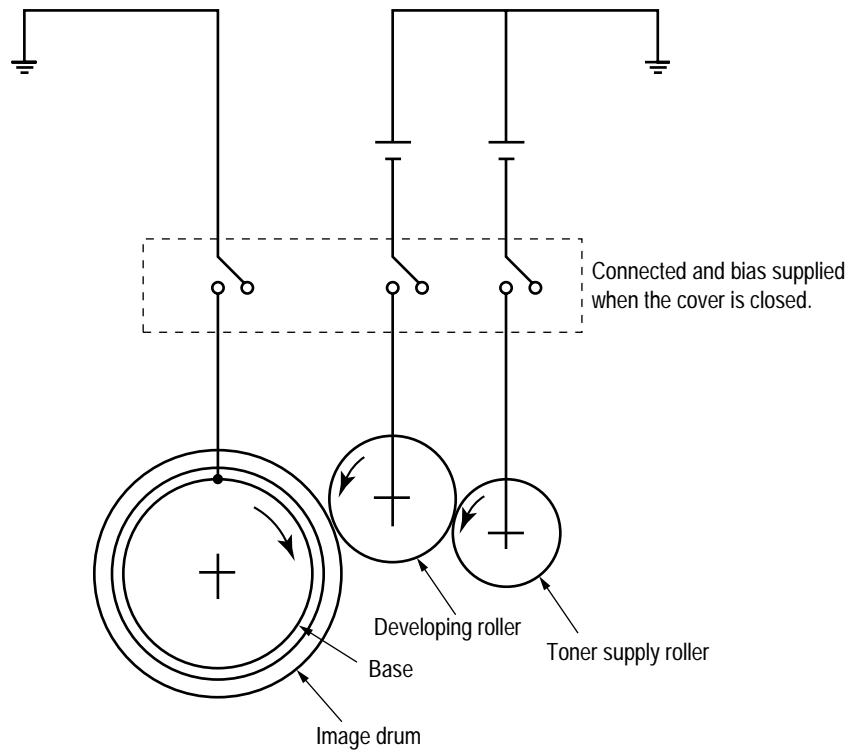 Connected and bias supplied
when the cover is closed.
Developing roller
Toner supply roller
Base
Image drum